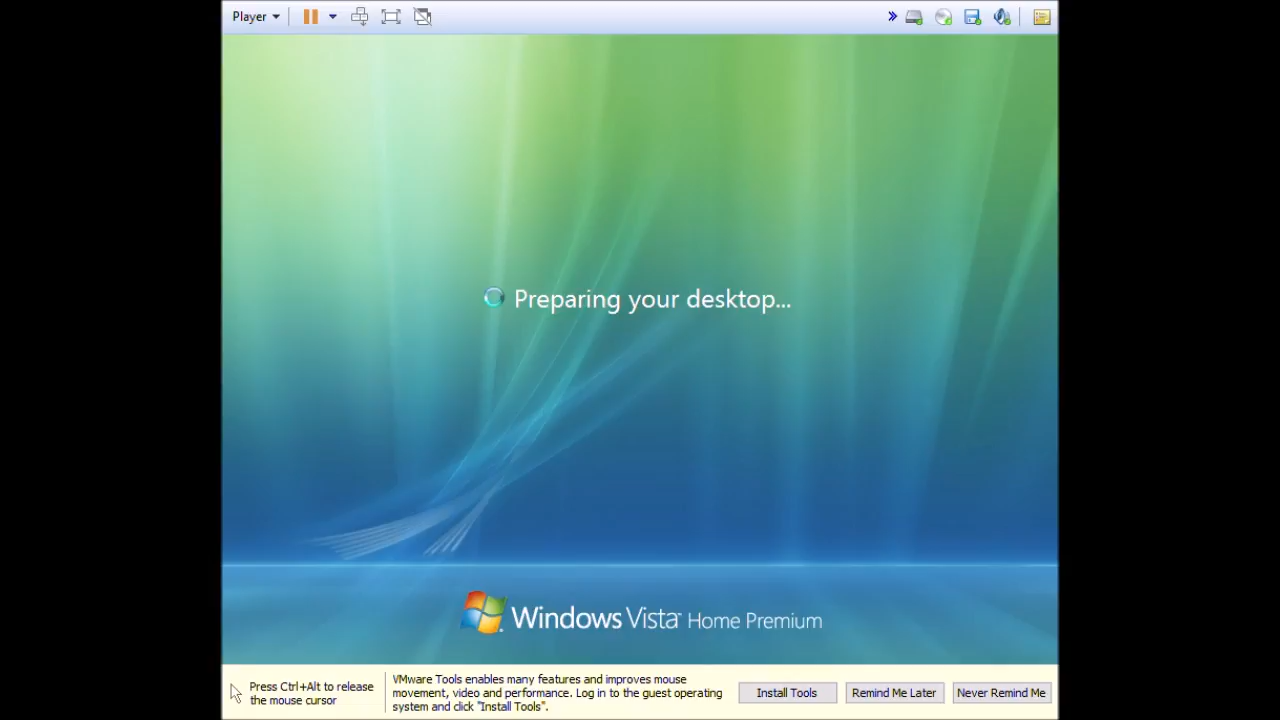 Player
Preparing your desktop...
Windows Vista™ Home Premium
Press Ctrl+Alt to release
the mouse cursor
VMware Tools enables many features and improves mouse
movement, video and performance. Log in to the guest operating
system and click "Install Tools".
Install Tools
Remind Me Later
Never Remind Me